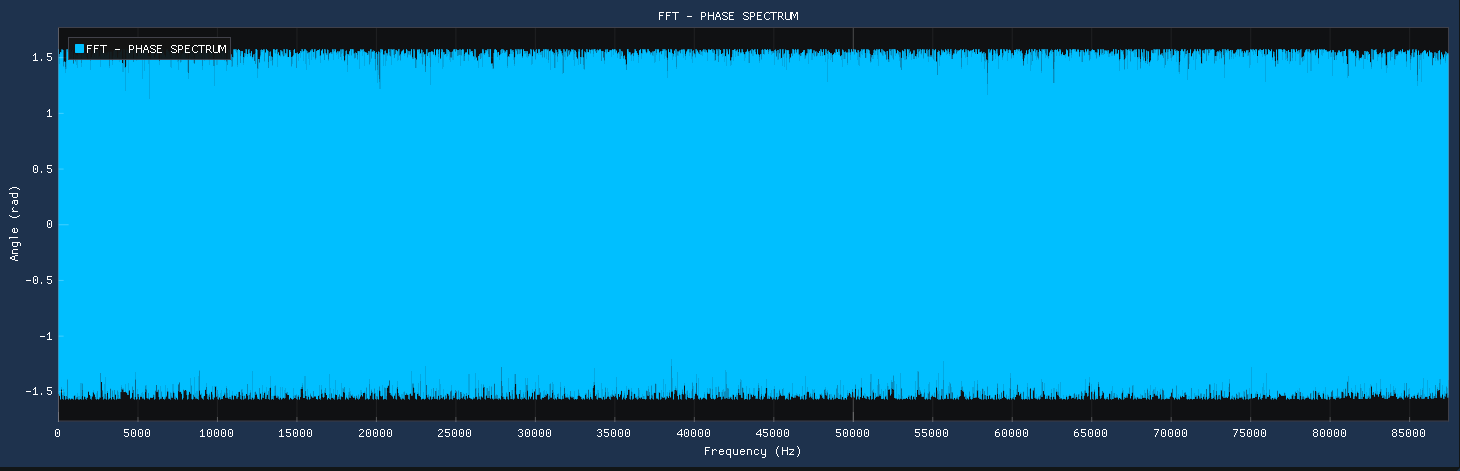 FFT - PHASE SPECTRUM
FFT - PHASE SPECTRUM
1.5
1
0.5
0
-0.5
-1
-1.5
Angle (rad)
0 5000 10000 15000 20000 25000 30000 35000 40000 45000 50000 55000 60000 65000 70000 75000 80000 85000
Frequency (Hz)